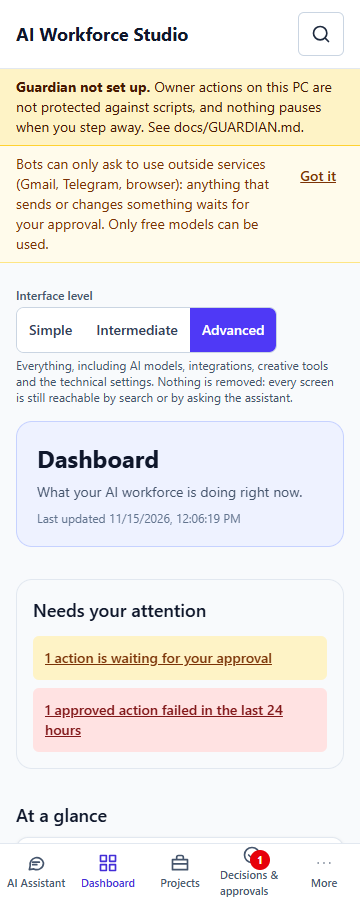 AI Workforce Studio
Guardian not set up. Owner actions on this PC are
not protected against scripts, and nothing pauses
when you step away. See docs/GUARDIAN.md.
Bots can only ask to use outside services
(Gmail, Telegram, browser): anything that
sends or changes something waits for
your approval. Only free models can be
used.
Got it
Interface level
Simple
Intermediate
Advanced
Everything, including AI models, integrations, creative tools
and the technical settings. Nothing is removed: every screen
is still reachable by search or by asking the assistant.
Dashboard
What your AI workforce is doing right now.
Last updated 11/15/2026, 12:06:19 PM
Needs your attention
1 action is waiting for your approval
1 approved action failed in the last 24
hours
At a glance
AI Assistant
Dashboard
Projects
1
Decisions &
approvals
More